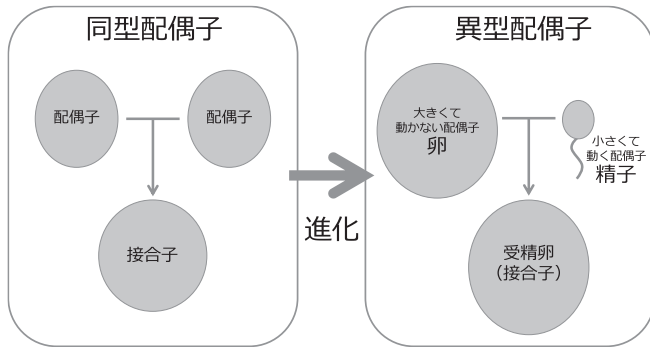 同型配偶子
配偶子
配偶子
接合子
進化
異型配偶子
大きくて
動かない配偶子
卵
小さくて
動く配偶子
精子
受精卵
（接合子）